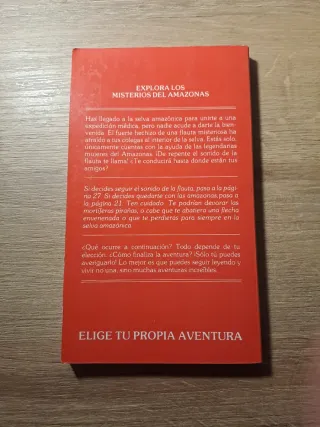 EXPLORA LOS
MISTERIOS DEL AMAZONAS
Has llegado a la selva amazónica para unirte a una
expedición médica, pero nadie acude a darte la bien-
venida. El fuerte hechizo de una flauta misteriosa ha
atraído a tus colegas al interior de la selva. Estás solo,
únicamente cuentas con la ayuda de las legendarias
mujeres del Amazonas. ¡De repente el sonido de la
flauta te llama! ¿Te conducirá hasta donde están tus
amigos?
Si decides seguir el sonido de la flauta, pasa a la pági-
na 27. Si decides quedarte con las amazonas pasa a
la página 21. Ten cuidado. Te podrían devorar las
mortíferas pirañas, o cabe que te abatiera una flecha
envenenada o que te perdieras para siempre en la
selva amazónica.
¿Qué ocurre a continuación? Todo depende de tu
elección. ¿Cómo finaliza la aventura? ¡Sólo tú puedes
averiguarlo! Lo mejor es que puedes seguir leyendo y
vivir no una, sino muchas aventuras increíbles.
ELIGE TU PROPIA AVENTURA